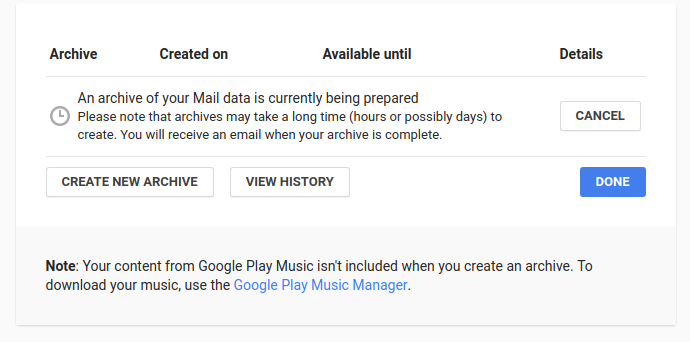 Archive Created on Available until Details
An archive of your Mail data is currently being prepared
Please note that archives may take a long time (hours or possibly days) to
create. You will receive an email when your archive is complete.
CANCEL
CREATE NEW ARCHIVE VIEW HISTORY DONE
Note: Your content from Google Play Music isn't included when you create an archive. To
download your music, use the Google Play Music Manager.